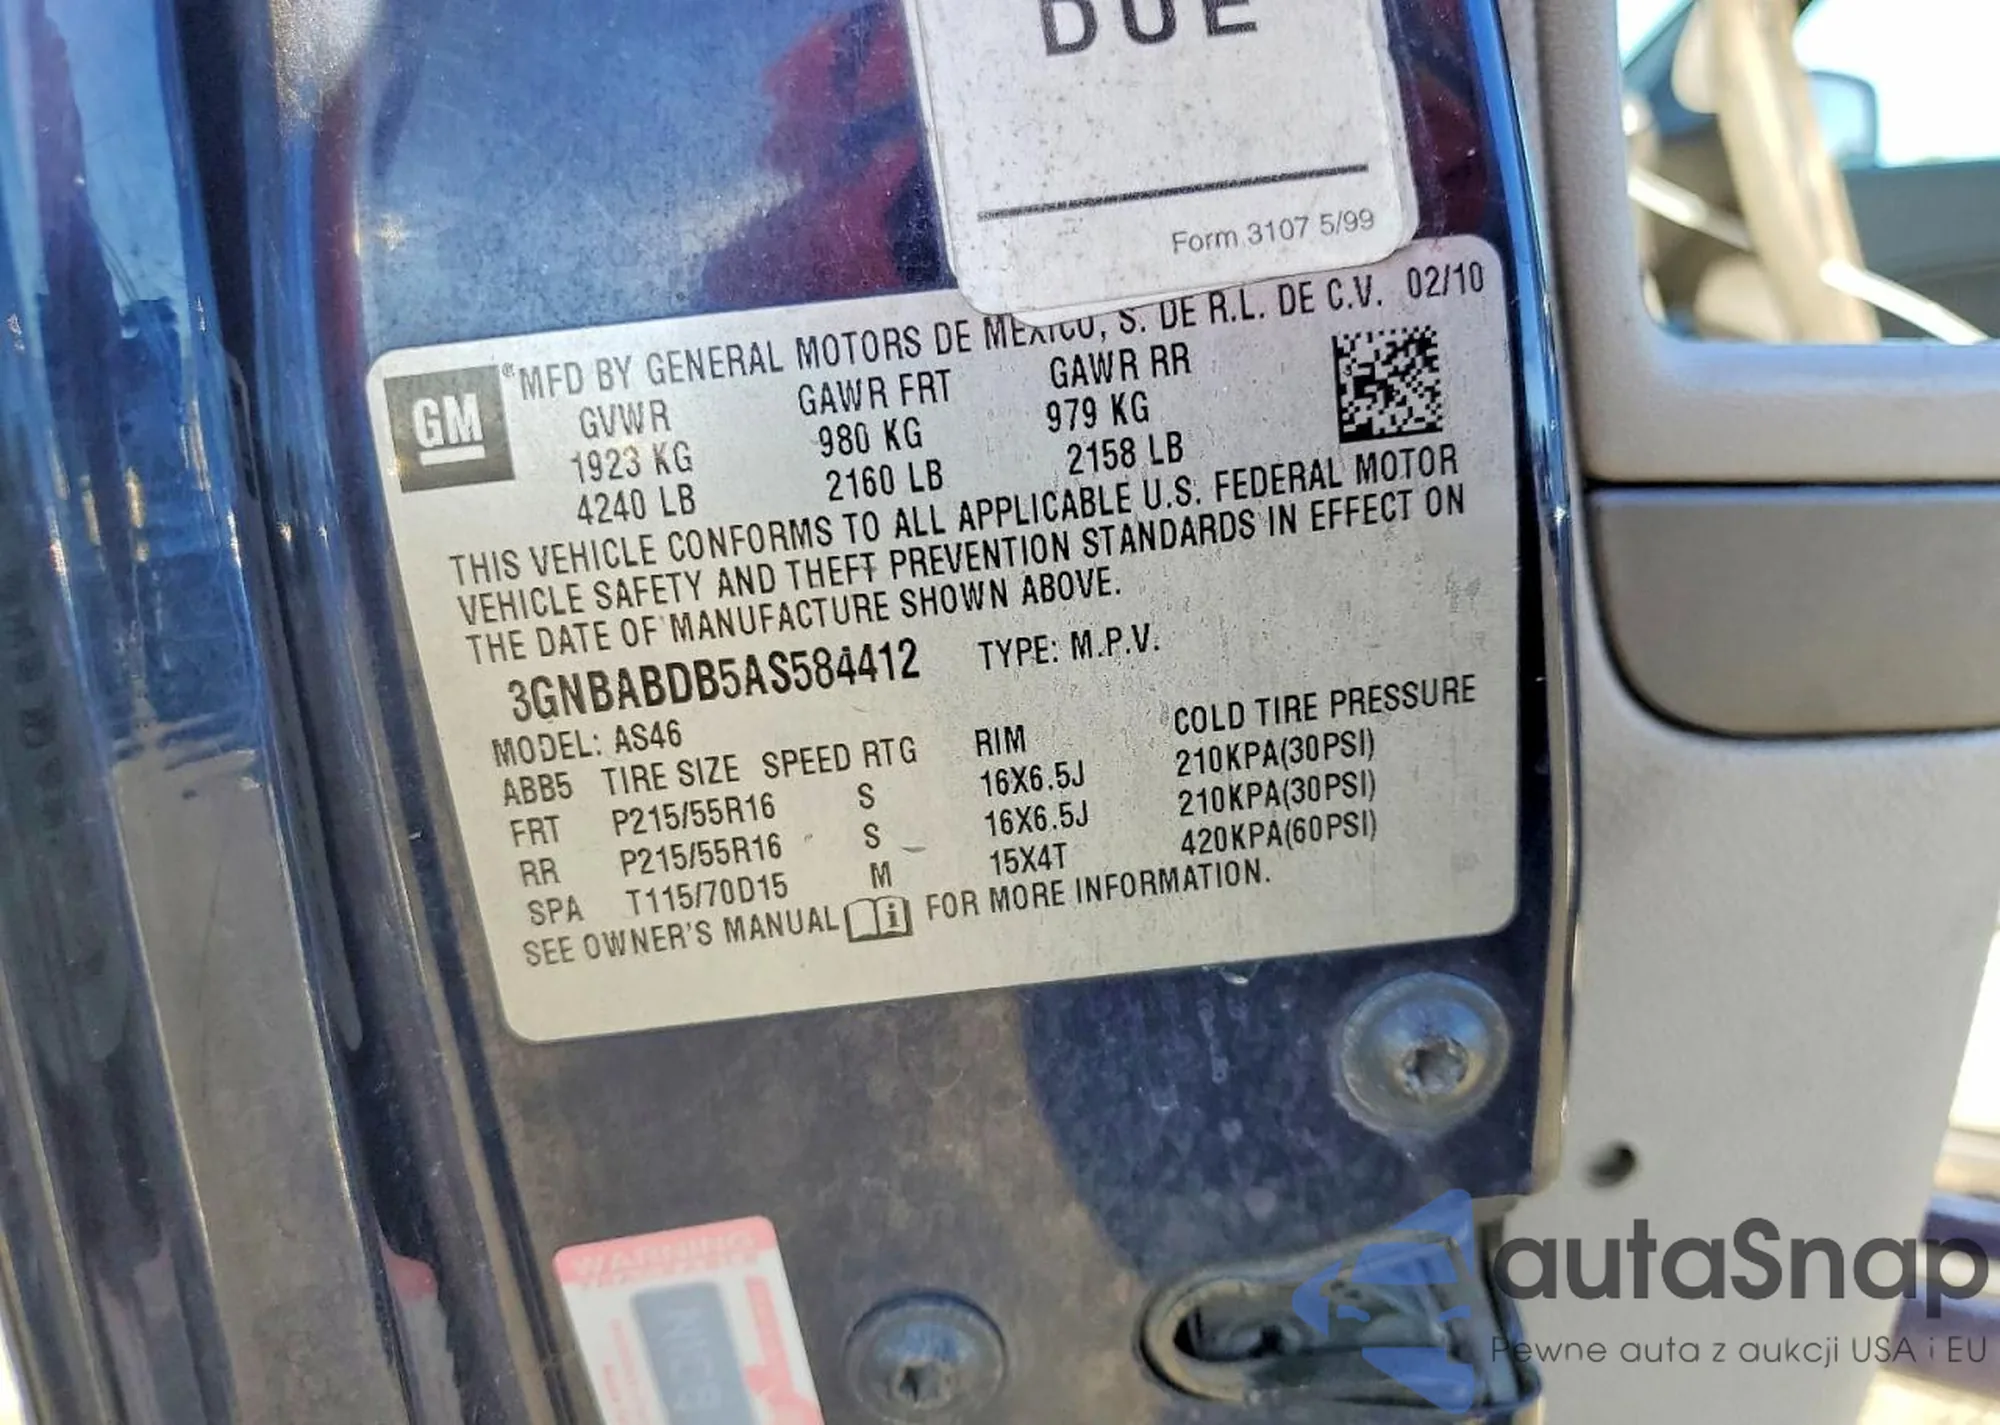 DUE
Form 3107 5/99
GM
®MFD BY GENERAL MOTORS DE MEXICO, S. DE R.L. DE C.V. 02/10
GVWR GAWR FRT GAWR RR
1923 KG 980 KG 979 KG
4240 LB 2160 LB 2158 LB
THIS VEHICLE CONFORMS TO ALL APPLICABLE U.S. FEDERAL MOTOR
VEHICLE SAFETY AND THEFT PREVENTION STANDARDS IN EFFECT ON
THE DATE OF MANUFACTURE SHOWN ABOVE.
3GNBABDB5AS584412 TYPE: M.P.V.
MODEL: AS46
ABB5 TIRE SIZE SPEED RTG RIM COLD TIRE PRESSURE
FRT P215/55R16 S 16X6.5J 210KPA(30PSI)
RR P215/55R16 S 16X6.5J 210KPA(30PSI)
SPA T115/70D15 M 15X4T 420KPA(60PSI)
SEE OWNER'S MANUAL i FOR MORE INFORMATION.
WARNING
autaSnap
Pewne auta z aukcji USA i EU